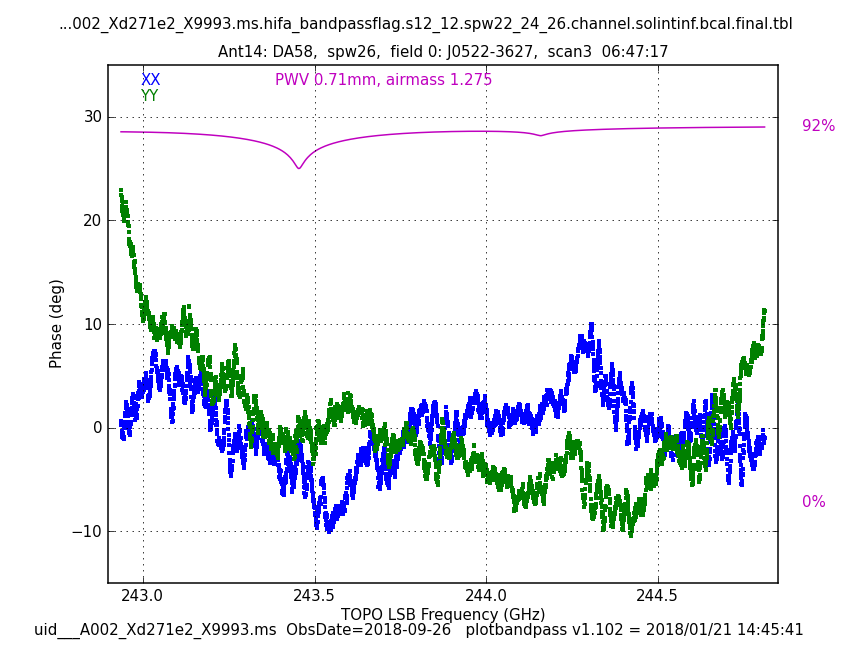 ...002_Xd271e2_X9993.ms.hifa_bandpassflag.s12_12.spw22_24_26.channel.solintinf.bcal.final.tbl
Ant14: DA58,  spw26,  field 0: J0522-3627,  scan3  06:47:17
XX
PWV 0.71mm, airmass 1.275
YY
30
92%
20
10
Phase (deg)
0
0%
−10
243.0
243.5
244.0
244.5
TOPO LSB Frequency (GHz)
uid___A002_Xd271e2_X9993.ms  ObsDate=2018-09-26   plotbandpass v1.102 = 2018/01/21 14:45:41